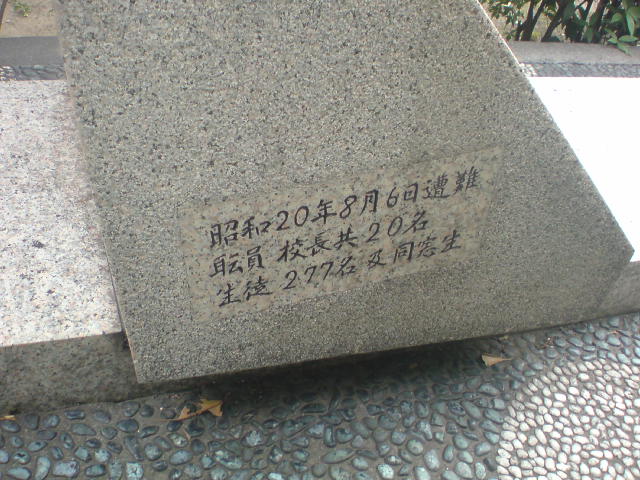 昭和20年8月6日遭難
耺員 校長共20名
生徒 277名 及同窓生